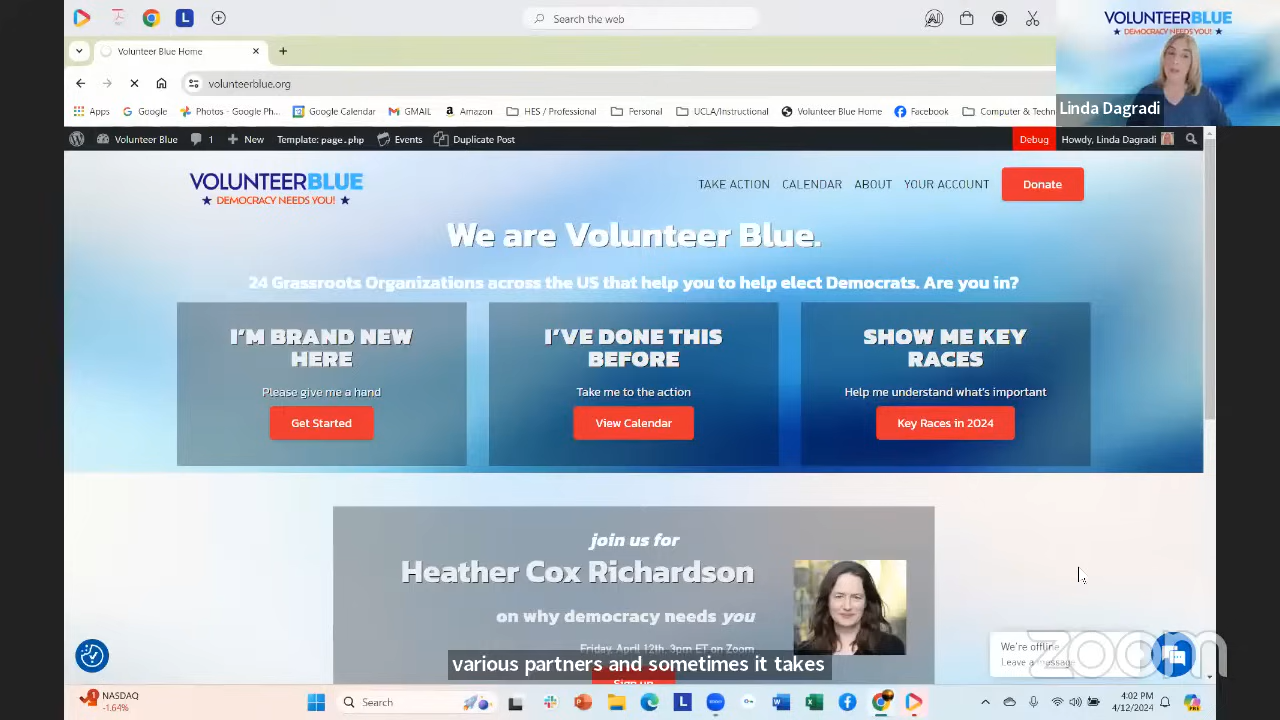 Search the web
VOLUNTEERBLUE
DEMOCRACY NEEDS YOU!
Volunteer Blue Home
volunteerblue.org
Linda Dagradi
Apps
Google
Photos - Google Ph...
Google Calendar
GMAIL
Amazon
HES / Professional
Personal
UCLA/Instructional
Volunteer Blue Home
Facebook
Computer & Techn
Volunteer Blue
1
New
Template: page.php
Events
Duplicate Post
Debug
Howdy, Linda Dagradi
VOLUNTEERBLUE
DEMOCRACY NEEDS YOU!
TAKE ACTION
CALENDAR
ABOUT
YOUR ACCOUNT
Donate
We are Volunteer Blue.
24 Grassroots Organizations across the US that help you to help elect Democrats. Are you in?
I'M BRAND NEW
HERE
Please give me a hand
Get Started
I'VE DONE THIS
BEFORE
Take me to the action
View Calendar
SHOW ME KEY
RACES
Help me understand what's important
Key Races in 2024
join us for
Heather Cox Richardson
on why democracy needs you
Friday, April 12th, 3pm ET on Zoom
Sign up
various partners and sometimes it takes
We're offline
Leave a message
zoom
NASDAQ
-1.64%
Search
4:02 PM
4/12/2024